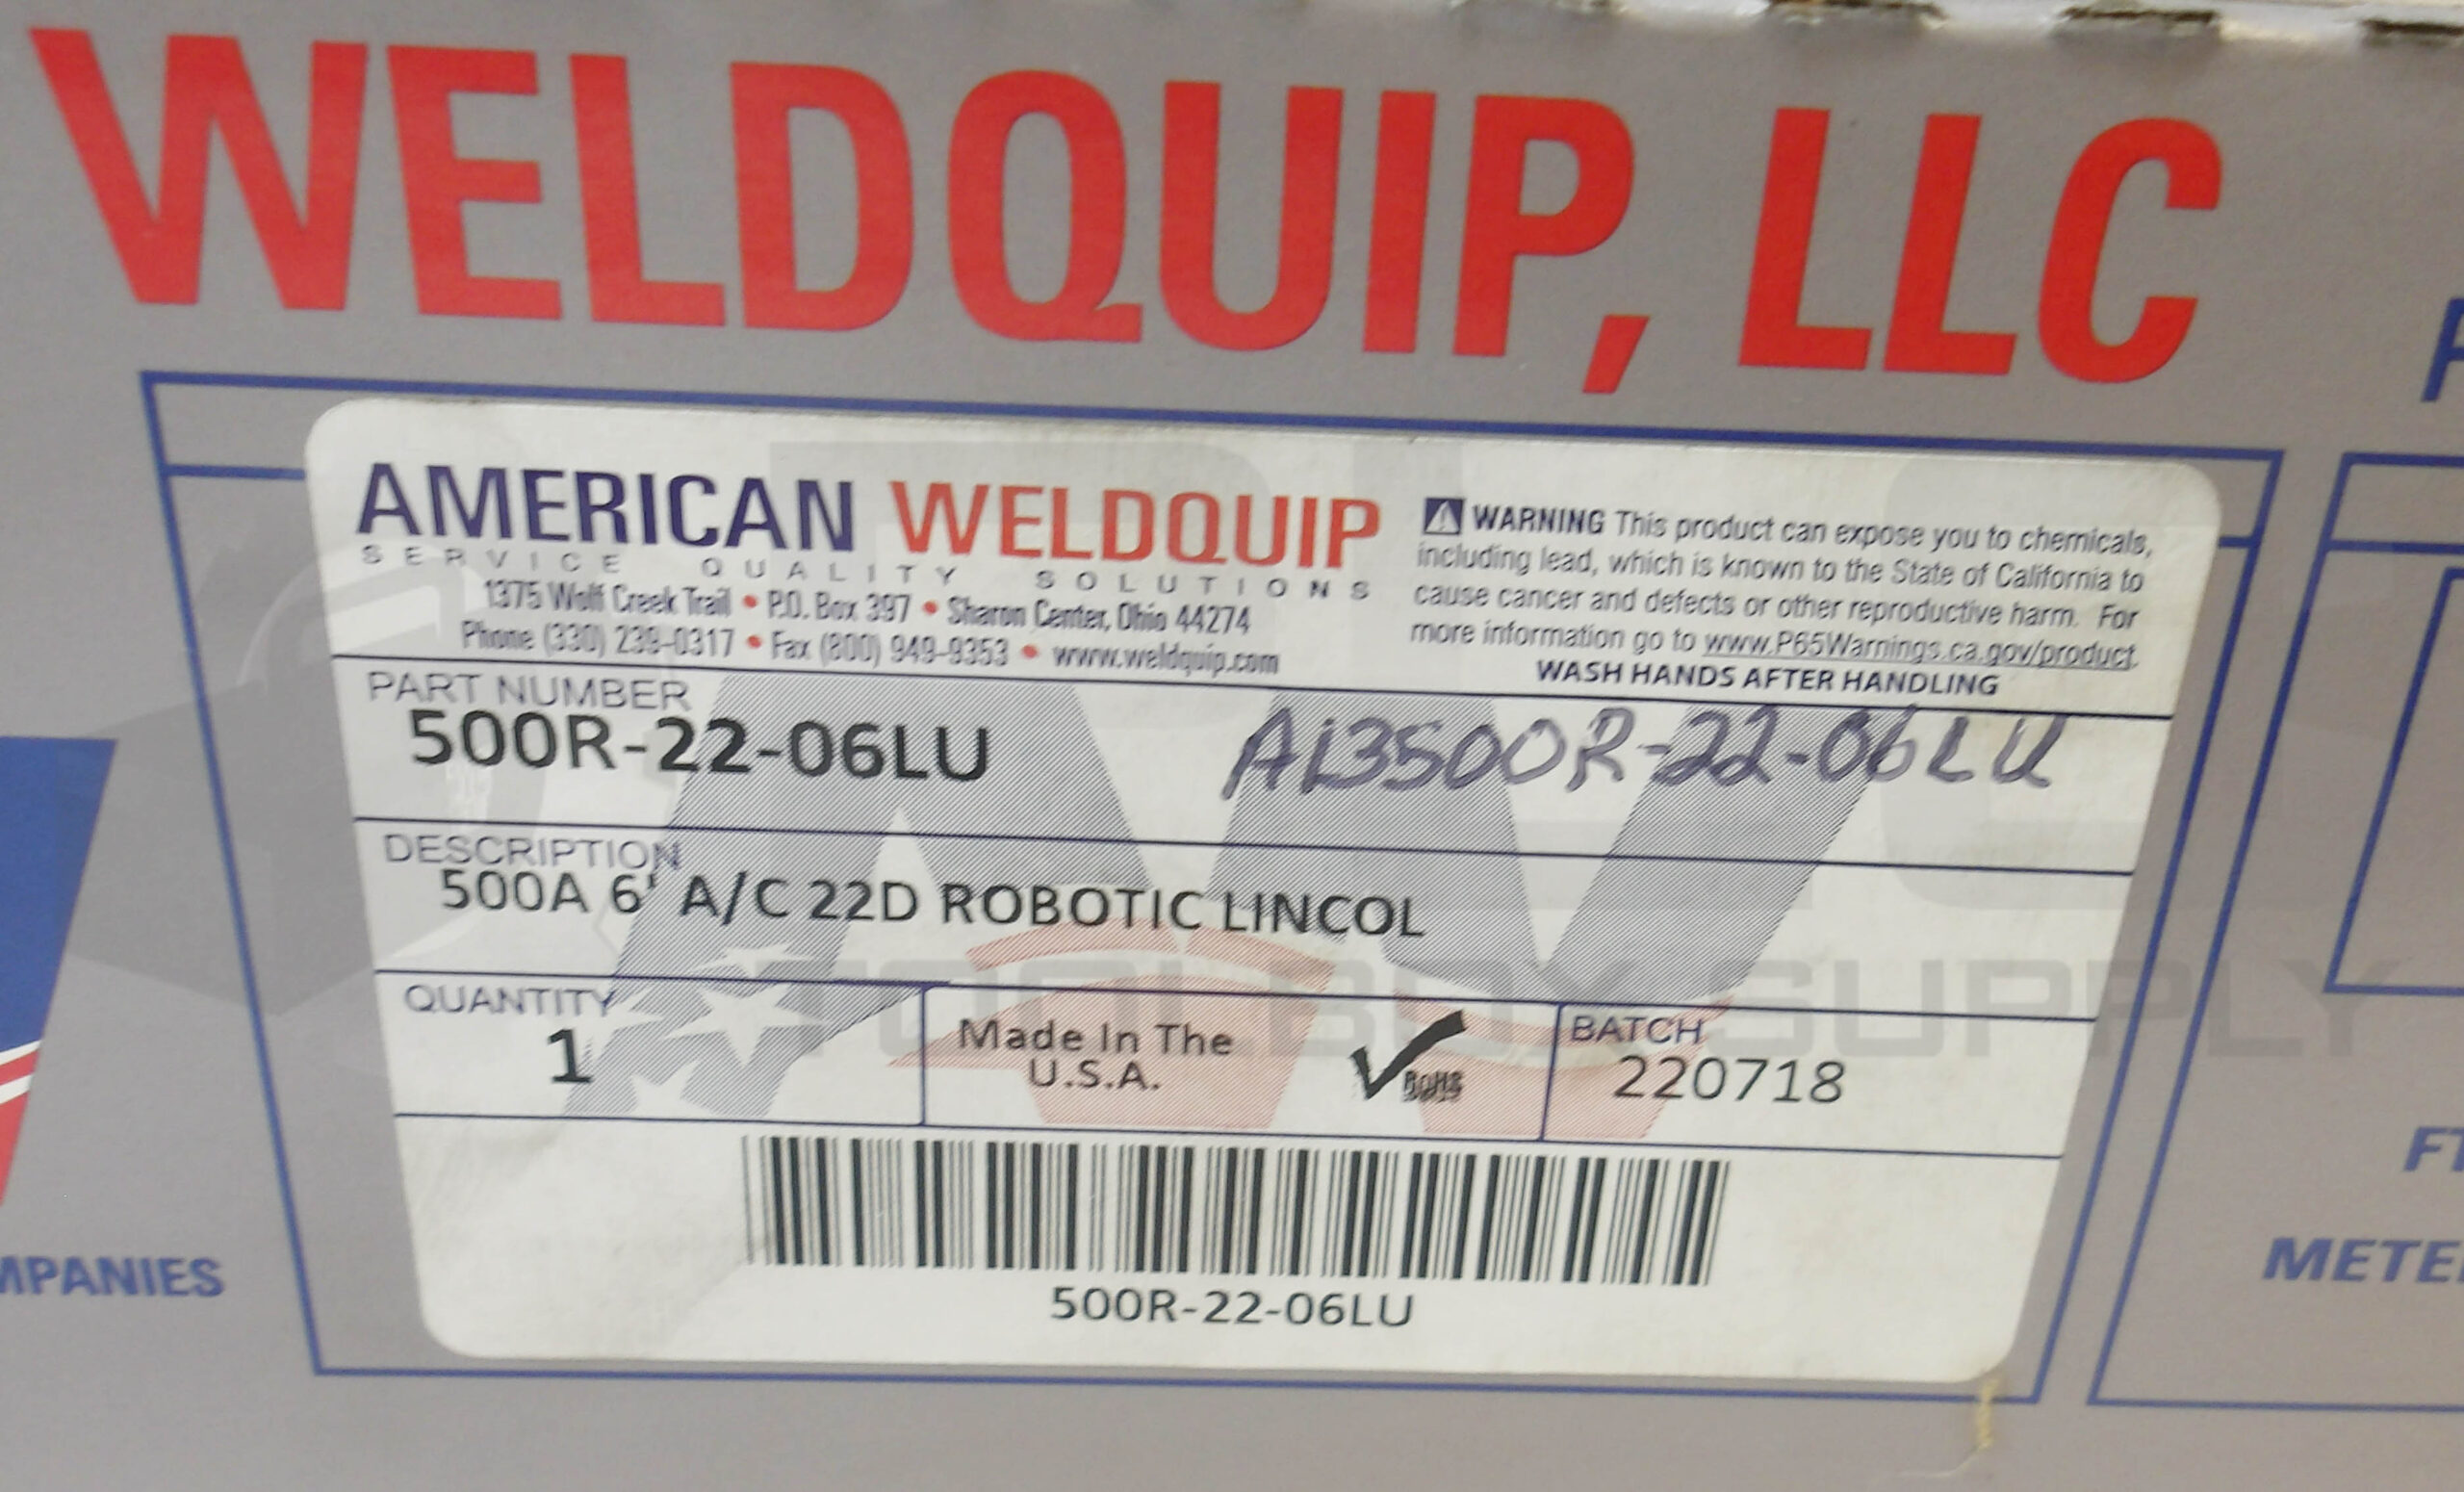 WELDQUIP, LLC
AMERICAN WELDQUIP
SERVICE QUALITY SOLUTIONS
1375 Wolf Creek Trail • P.O. Box 397 • Sharon Center, Ohio 44274
Phone (330) 239-0317 • Fax (800) 949-9353 • www.weldquip.com
WARNING This product can expose you to chemicals,
including lead, which is known to the State of California to
cause cancer and defects or other reproductive harm. For
more information go to www.P65Warnings.ca.gov/product.
WASH HANDS AFTER HANDLING
PART NUMBER
500R-22-06LU
AL3500R-22-06LU
DESCRIPTION
500A 6' A/C 22D ROBOTIC LINCOL
QUANTITY
1
Made In The
U.S.A.
RoHS
BATCH
220718
500R-22-06LU
TOOLBOX SUPPLY
MPANIES
FT
METE